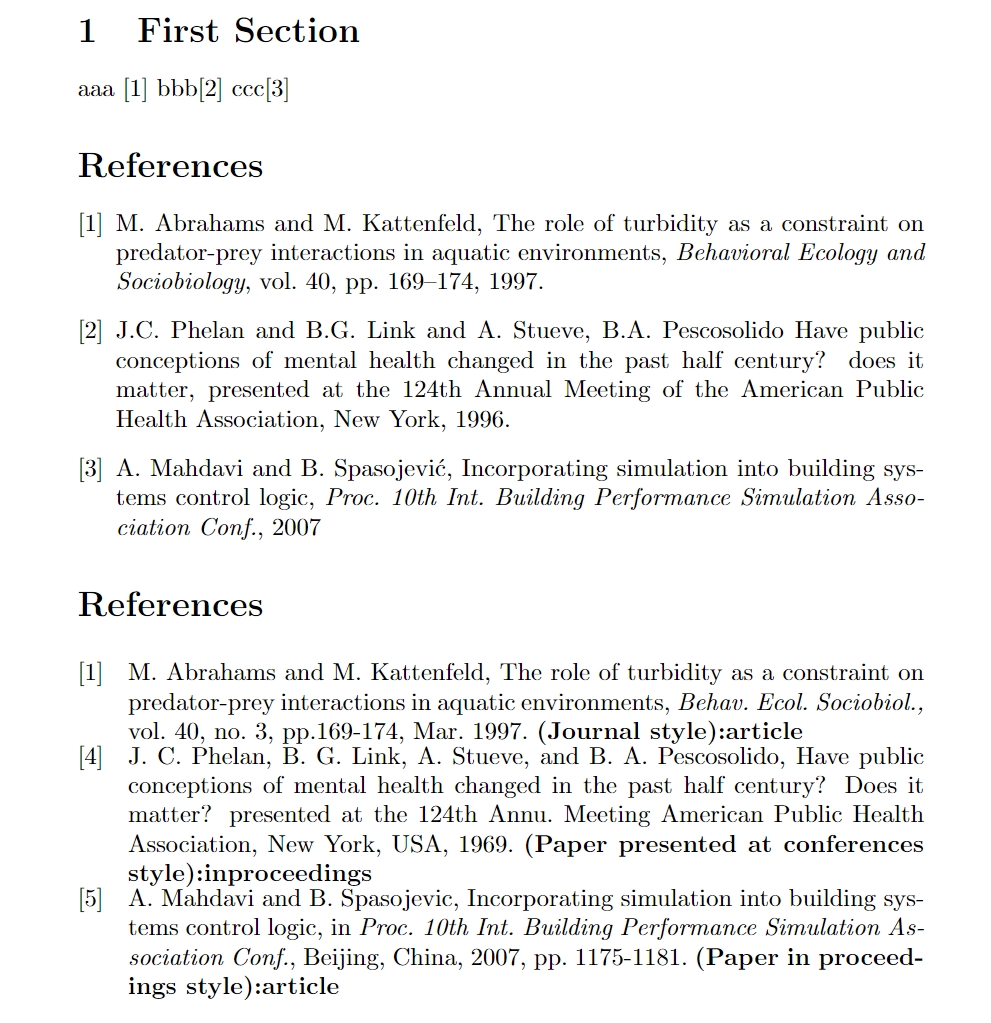 1 First Section
aaa [1] bbb[2] ccc[3]
References
[1] M. Abrahams and M. Kattenfeld, The role of turbidity as a constraint on
predator-prey interactions in aquatic environments, Behavioral Ecology and
Sociobiology, vol. 40, pp. 169–174, 1997.
[2] J.C. Phelan and B.G. Link and A. Stueve, B.A. Pescosolido Have public
conceptions of mental health changed in the past half century? does it
matter, presented at the 124th Annual Meeting of the American Public
Health Association, New York, 1996.
[3] A. Mahdavi and B. Spasojević, Incorporating simulation into building sys-
tems control logic, Proc. 10th Int. Building Performance Simulation Asso-
ciation Conf., 2007
References
[1] M. Abrahams and M. Kattenfeld, The role of turbidity as a constraint on
predator-prey interactions in aquatic environments, Behav. Ecol. Sociobiol.,
vol. 40, no. 3, pp.169-174, Mar. 1997. (Journal style):article
[4] J. C. Phelan, B. G. Link, A. Stueve, and B. A. Pescosolido, Have public
conceptions of mental health changed in the past half century? Does it
matter? presented at the 124th Annu. Meeting American Public Health
Association, New York, USA, 1969. (Paper presented at conferences
style):inproceedings
[5] A. Mahdavi and B. Spasojevic, Incorporating simulation into building sys-
tems control logic, in Proc. 10th Int. Building Performance Simulation As-
sociation Conf., Beijing, China, 2007, pp. 1175-1181. (Paper in proceed-
ings style):article